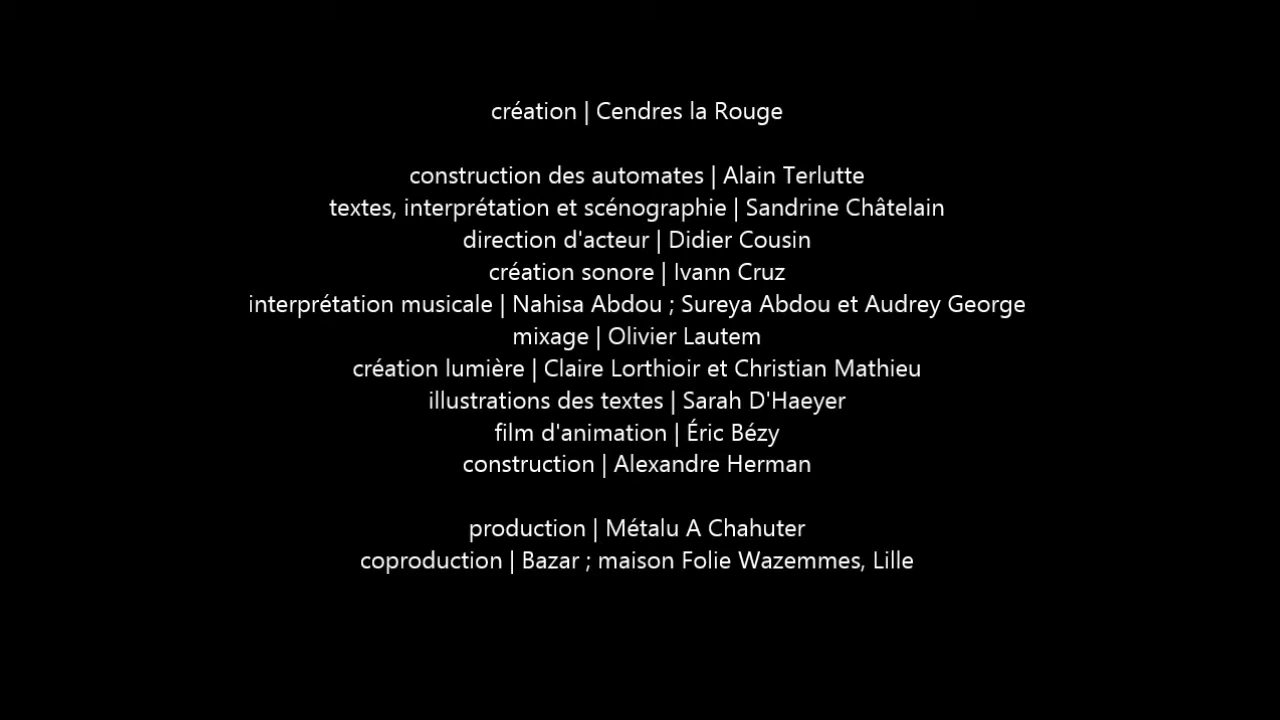 création | Cendres la Rouge
construction des automates | Alain Terlutte
textes, interprétation et scénographie | Sandrine Châtelain
direction d'acteur | Didier Cousin
création sonore | Ivann Cruz
interprétation musicale | Nahisa Abdou ; Sureya Abdou et Audrey George
mixage | Olivier Lautem
création lumière | Claire Lorthioir et Christian Mathieu
illustrations des textes | Sarah D'Haeyer
film d'animation | Éric Bézy
construction | Alexandre Herman
production | Métalu A Chahuter
coproduction | Bazar ; maison Folie Wazemmes, Lille